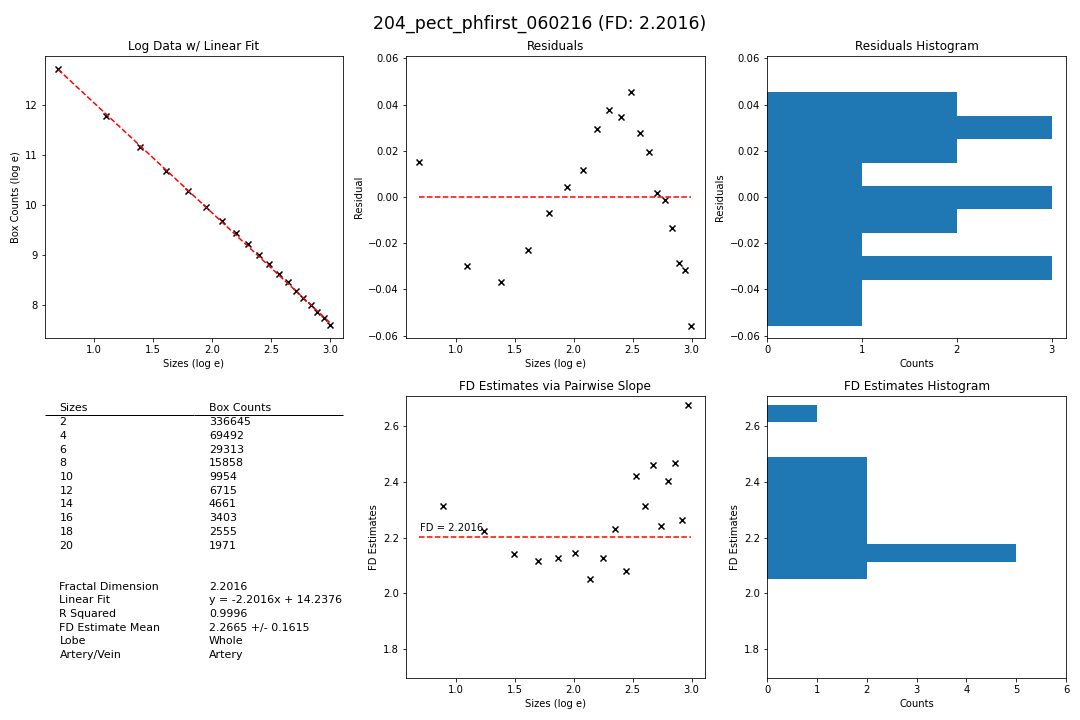 204_pect_phfirst_060216 (FD: 2.2016)
Log Data w/ Linear Fit
Box Counts (log e)
12
11
10
9
8
1.0 1.5 2.0 2.5 3.0
Sizes (log e)
Residuals
Residual
0.06
0.04
0.02
0.00
−0.02
−0.04
−0.06
1.0 1.5 2.0 2.5 3.0
Sizes (log e)
Residuals Histogram
Residuals
0.06
0.04
0.02
0.00
−0.02
−0.04
−0.06
0 1 2 3
Counts
Sizes Box Counts
2 336645
4 69492
6 29313
8 15858
10 9954
12 6715
14 4661
16 3403
18 2555
20 1971
Fractal Dimension 2.2016
Linear Fit y = -2.2016x + 14.2376
R Squared 0.9996
FD Estimate Mean 2.2665 +/- 0.1615
Lobe Whole
Artery/Vein Artery
FD Estimates via Pairwise Slope
FD Estimates
2.6
2.4
2.2
2.0
1.8
FD = 2.2016
1.0 1.5 2.0 2.5 3.0
Sizes (log e)
FD Estimates Histogram
FD Estimates
2.6
2.4
2.2
2.0
1.8
0 1 2 3 4 5 6
Counts